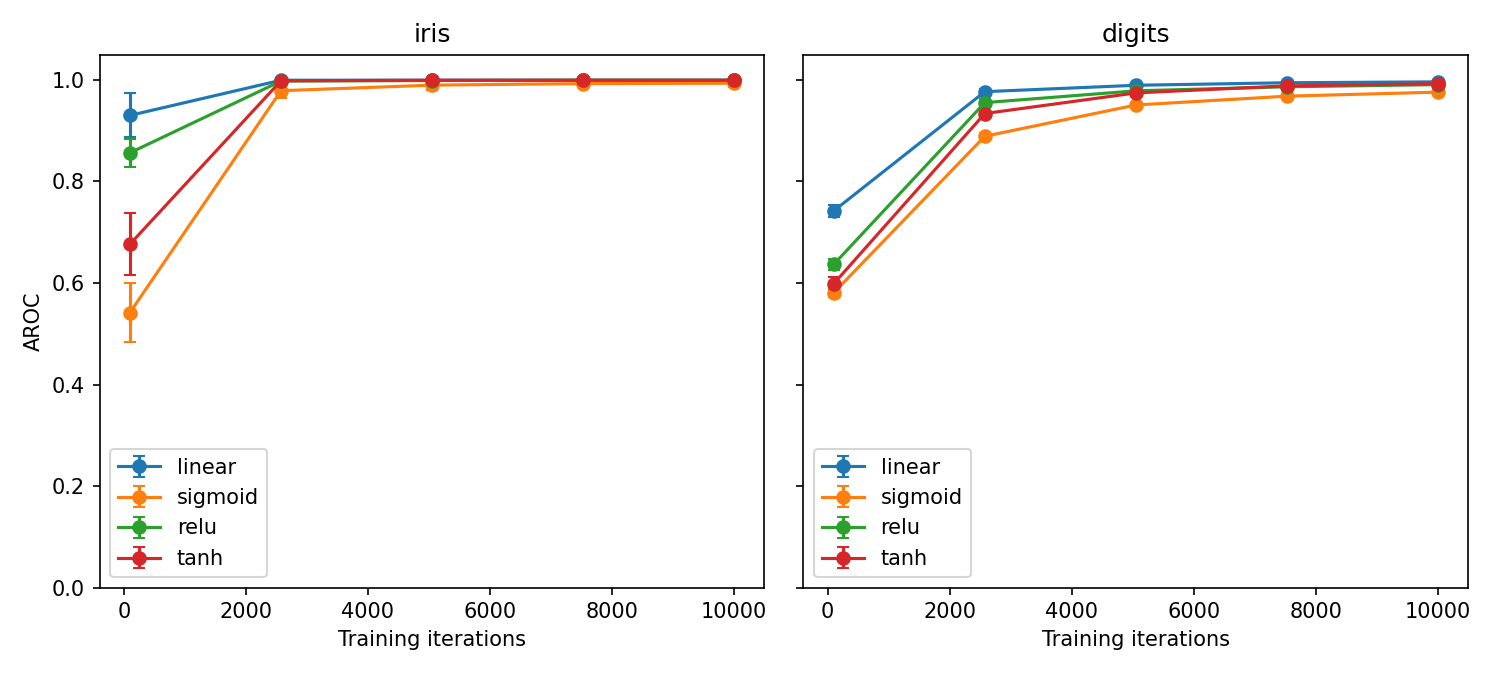 iris
digits
1.0
0.8
0.6
0.4
0.2
0.0
AROC
linear
sigmoid
relu
tanh
linear
sigmoid
relu
tanh
0 2000 4000 6000 8000 10000
0 2000 4000 6000 8000 10000
Training iterations
Training iterations